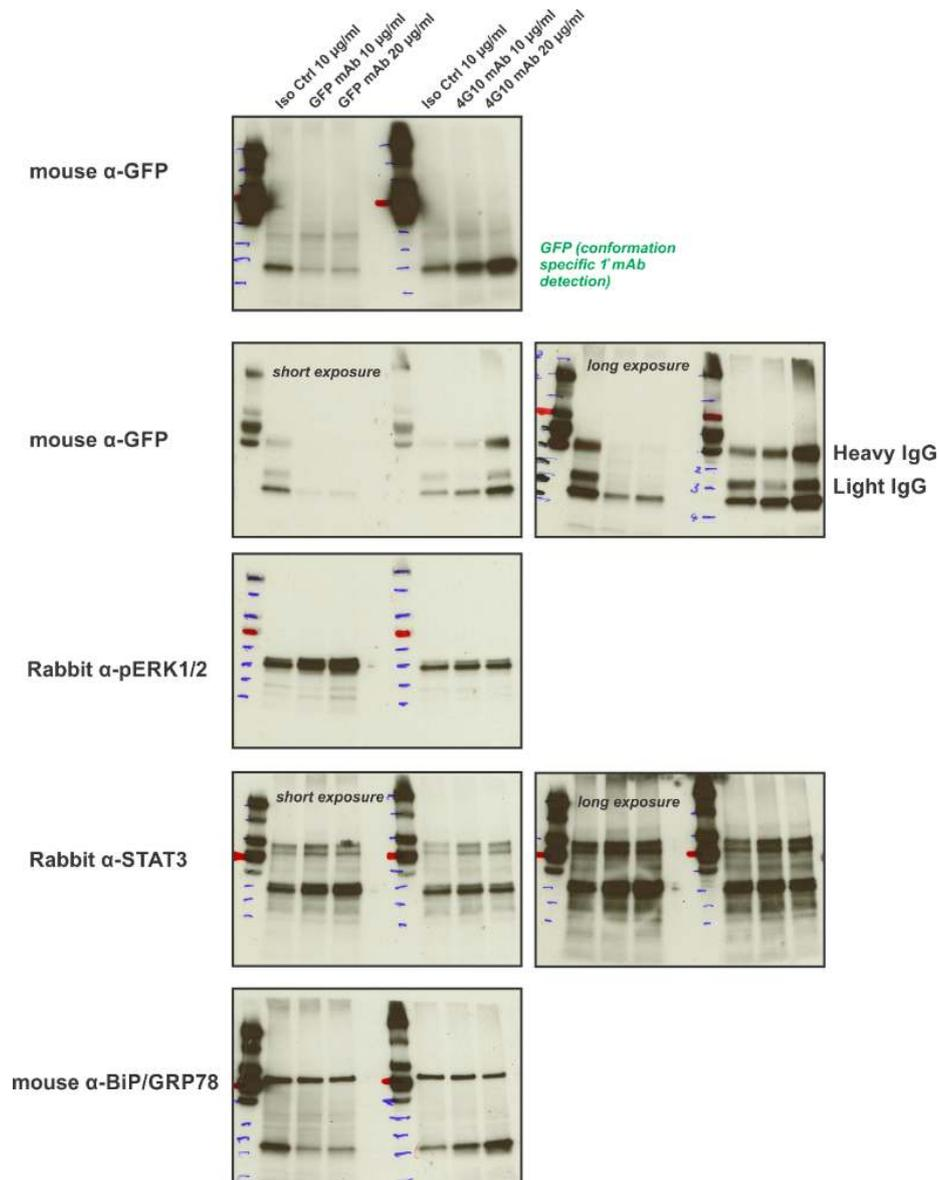 Iso Ctrl 10 µg/ml
GFP mAb 10 µg/ml
GFP mAb 20 µg/ml
Iso Ctrl 10 µg/ml
4G10 mAb 10 µg/ml
4G10 mAb 20 µg/ml
mouse α-GFP
GFP (conformation
specific 1° mAb
detection)
short exposure
long exposure
mouse α-GFP
Heavy IgG
Light IgG
2
3
4
Rabbit α-pERK1/2
short exposure
long exposure
Rabbit α-STAT3
mouse α-BiP/GRP78